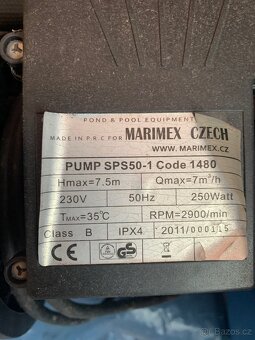 POND & POOL EQUIPMENT
MADE IN P.R.C FOR MARIMEX CZECH
WWW.MARIMEX.CZ
PUMP SPS50-1 Code 1480
Hmax=7.5m Qmax=7m³/h
230V 50Hz 250Watt
TMAX=35℃ RPM=2900/min
Class B IPX4 2011/000115
CE GS
Bazoš.cz